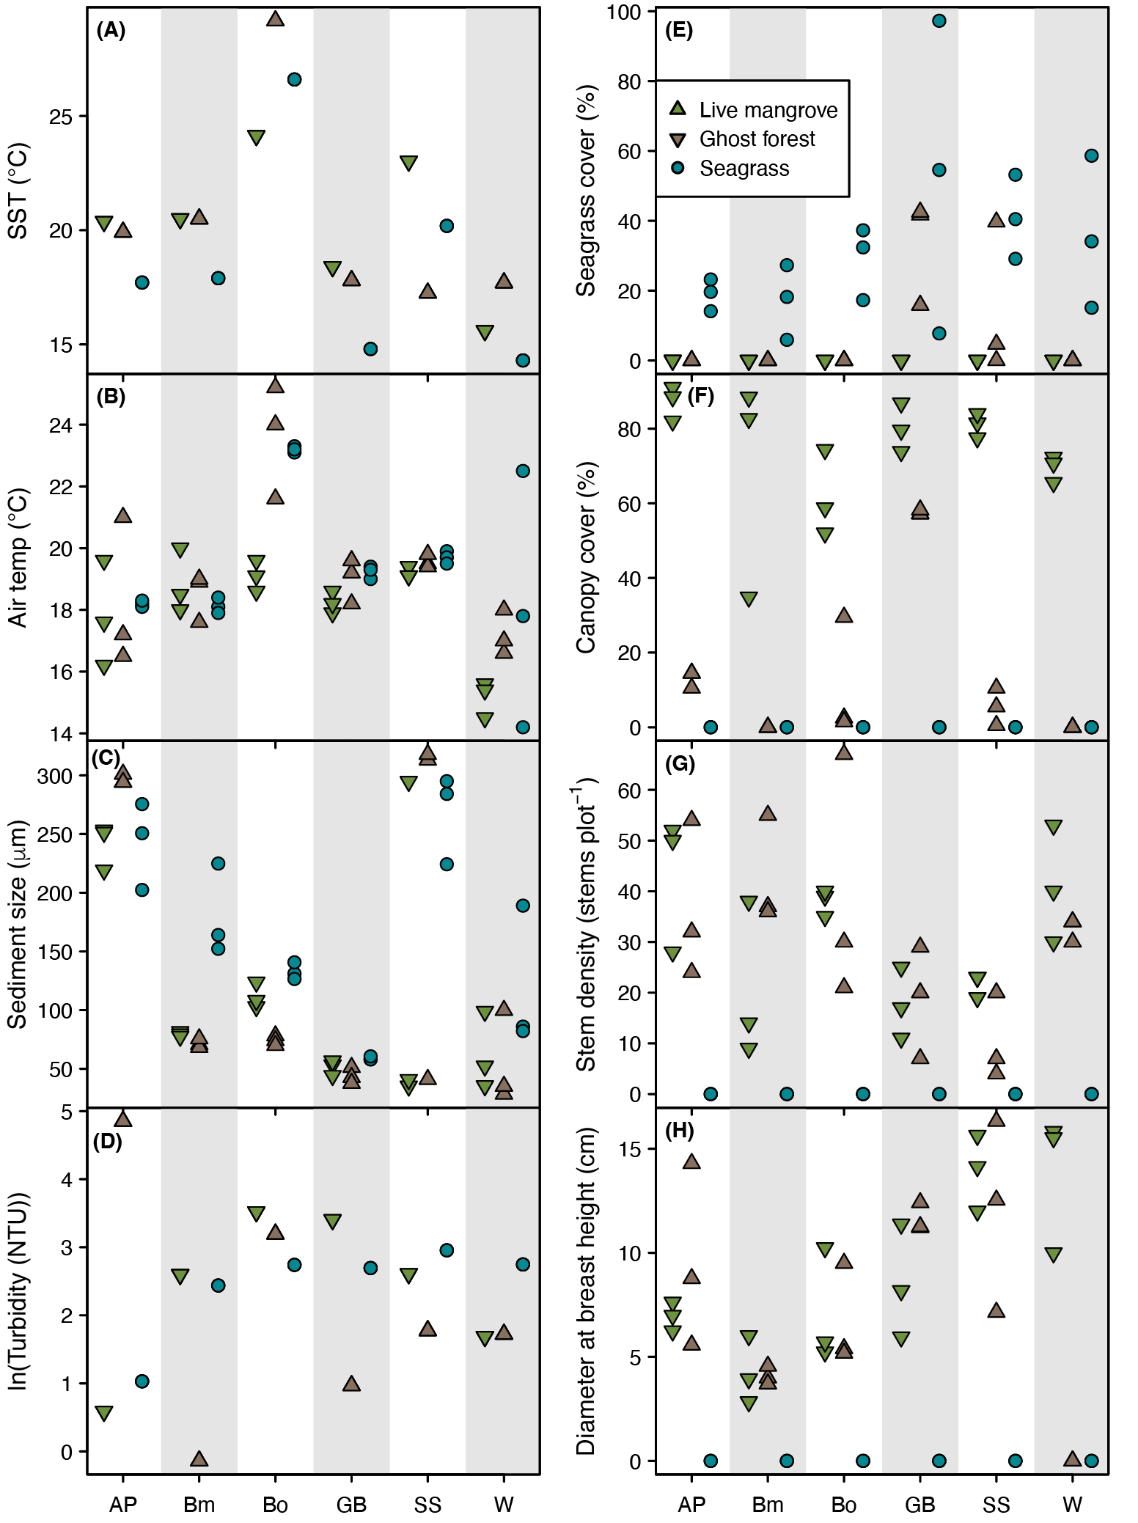 (A)
SST (°C)
25
20
15
(B)
Air temp (°C)
24
22
20
18
16
14
(C)
Sediment size (μm)
300
250
200
150
100
50
(D)
ln(Turbidity (NTU))
5
4
3
2
1
0
AP Bm Bo GB SS W
(E)
Seagrass cover (%)
100
80
60
40
20
0
Live mangrove
Ghost forest
Seagrass
(F)
Canopy cover (%)
80
60
40
20
0
(G)
Stem density (stems plot⁻¹)
60
50
40
30
20
10
0
(H)
Diameter at breast height (cm)
15
10
5
0
AP Bm Bo GB SS W